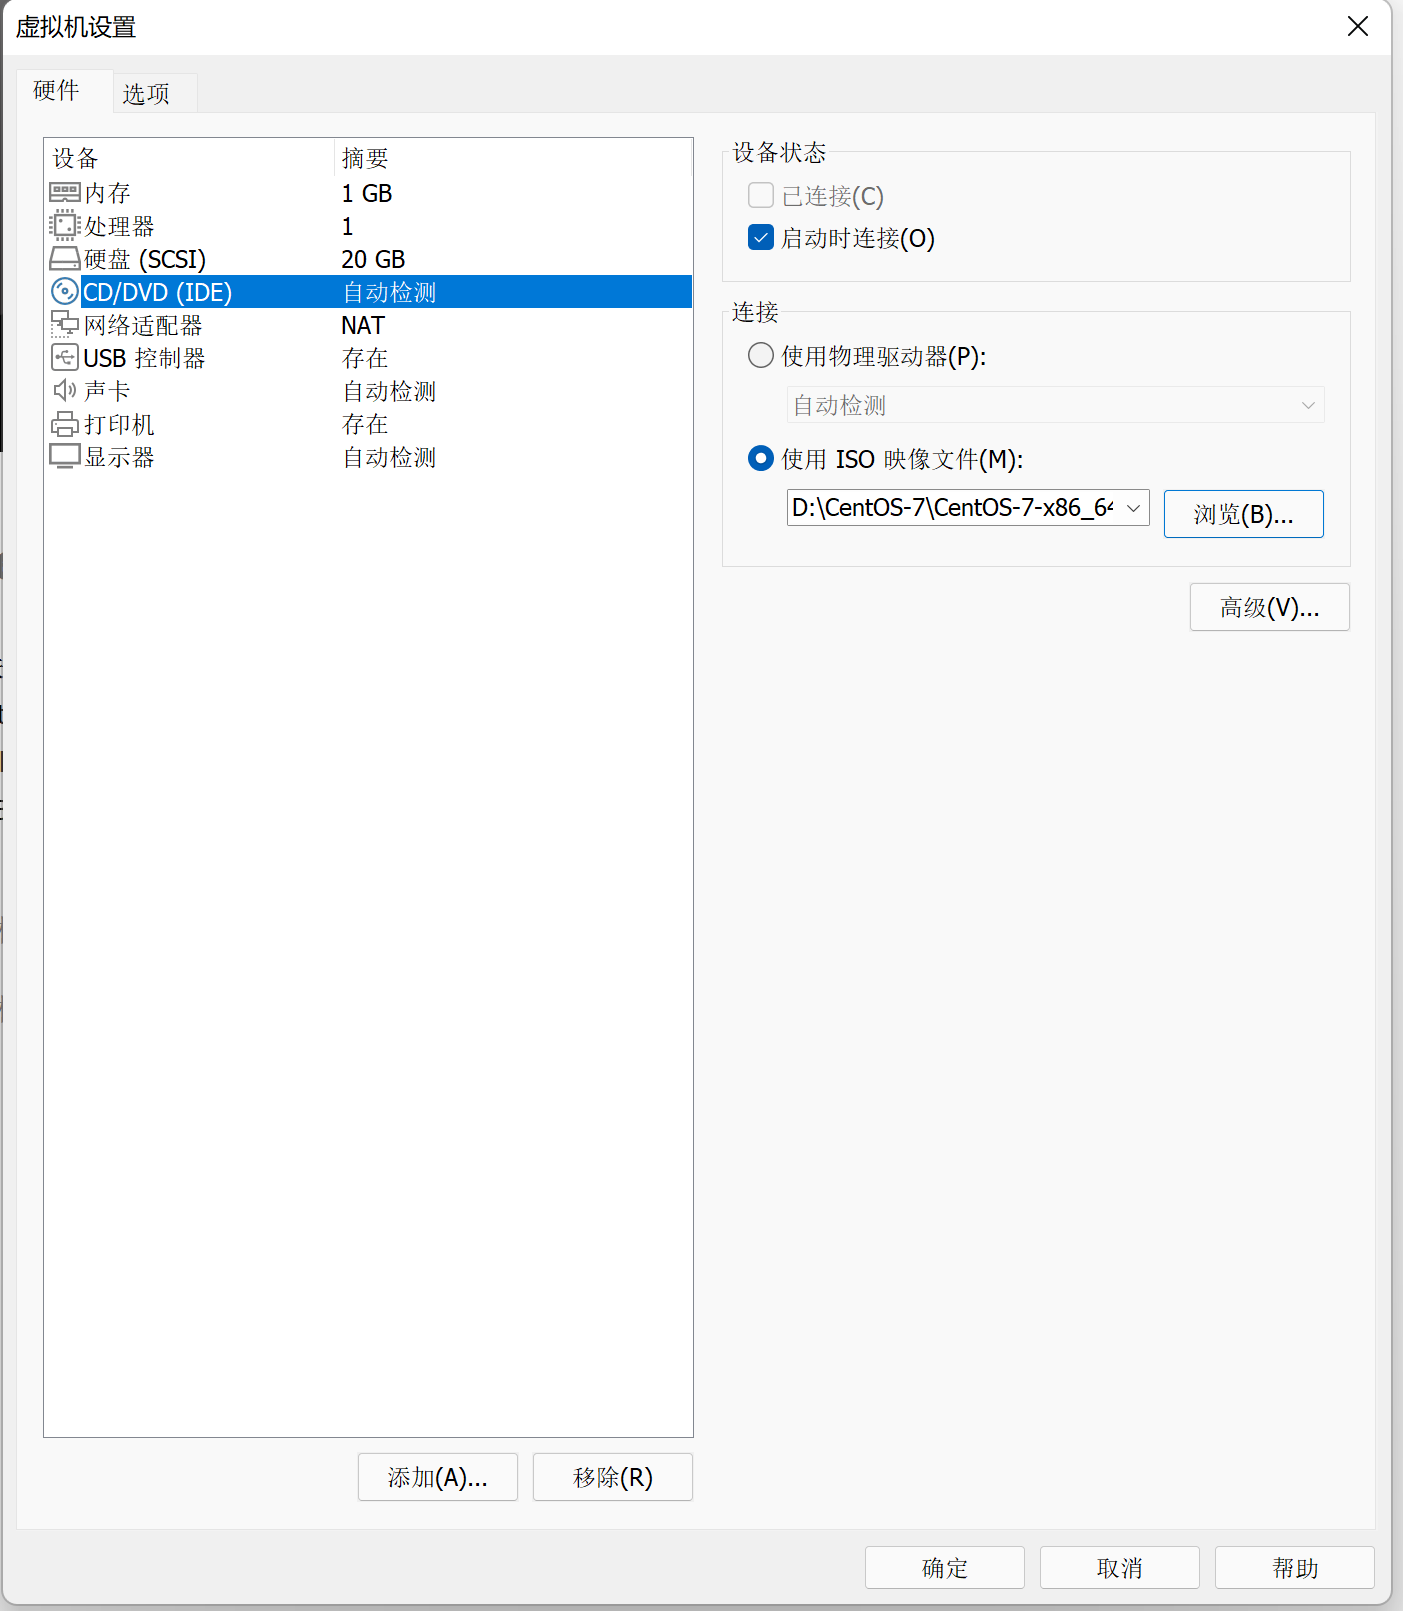 虚拟机设置
硬件 选项
设备 摘要
内存 1 GB
处理器 1
硬盘 (SCSI) 20 GB
CD/DVD (IDE) 自动检测
网络适配器 NAT
USB 控制器 存在
声卡 自动检测
打印机 存在
显示器 自动检测
添加(A)... 移除(R)
设备状态
已连接(C)
启动时连接(O)
连接
使用物理驱动器(P):
自动检测
使用 ISO 映像文件(M):
D:\CentOS-7\CentOS-7-x86_64 浏览(B)...
高级(V)...
确定 取消 帮助